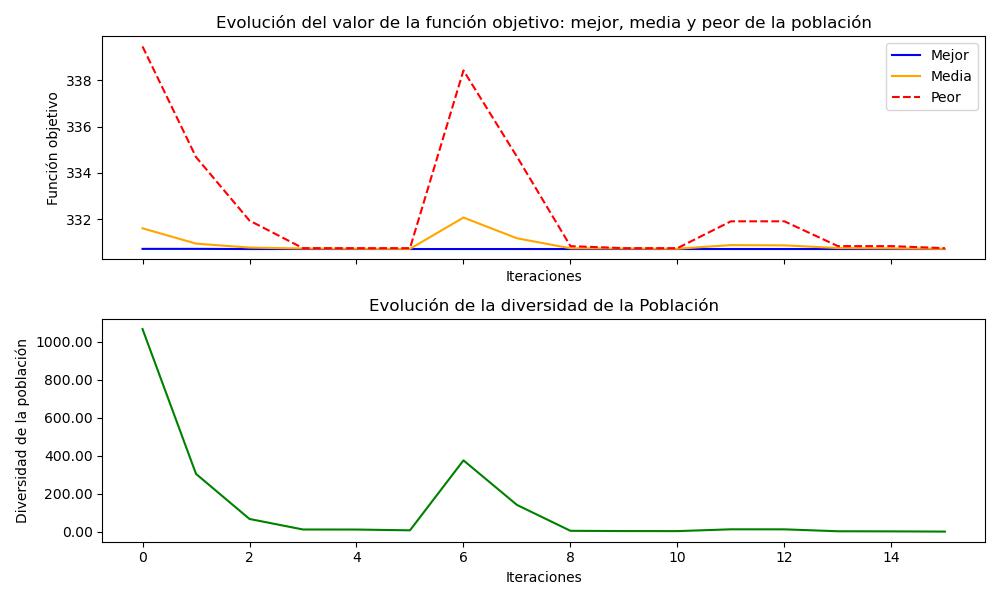 Evolución del valor de la función objetivo: mejor, media y peor de la población
Función objetivo
338
336
334
332
Mejor
Media
Peor
Iteraciones
Evolución de la diversidad de la Población
Diversidad de la población
1000.00
800.00
600.00
400.00
200.00
0.00
0 2 4 6 8 10 12 14
Iteraciones